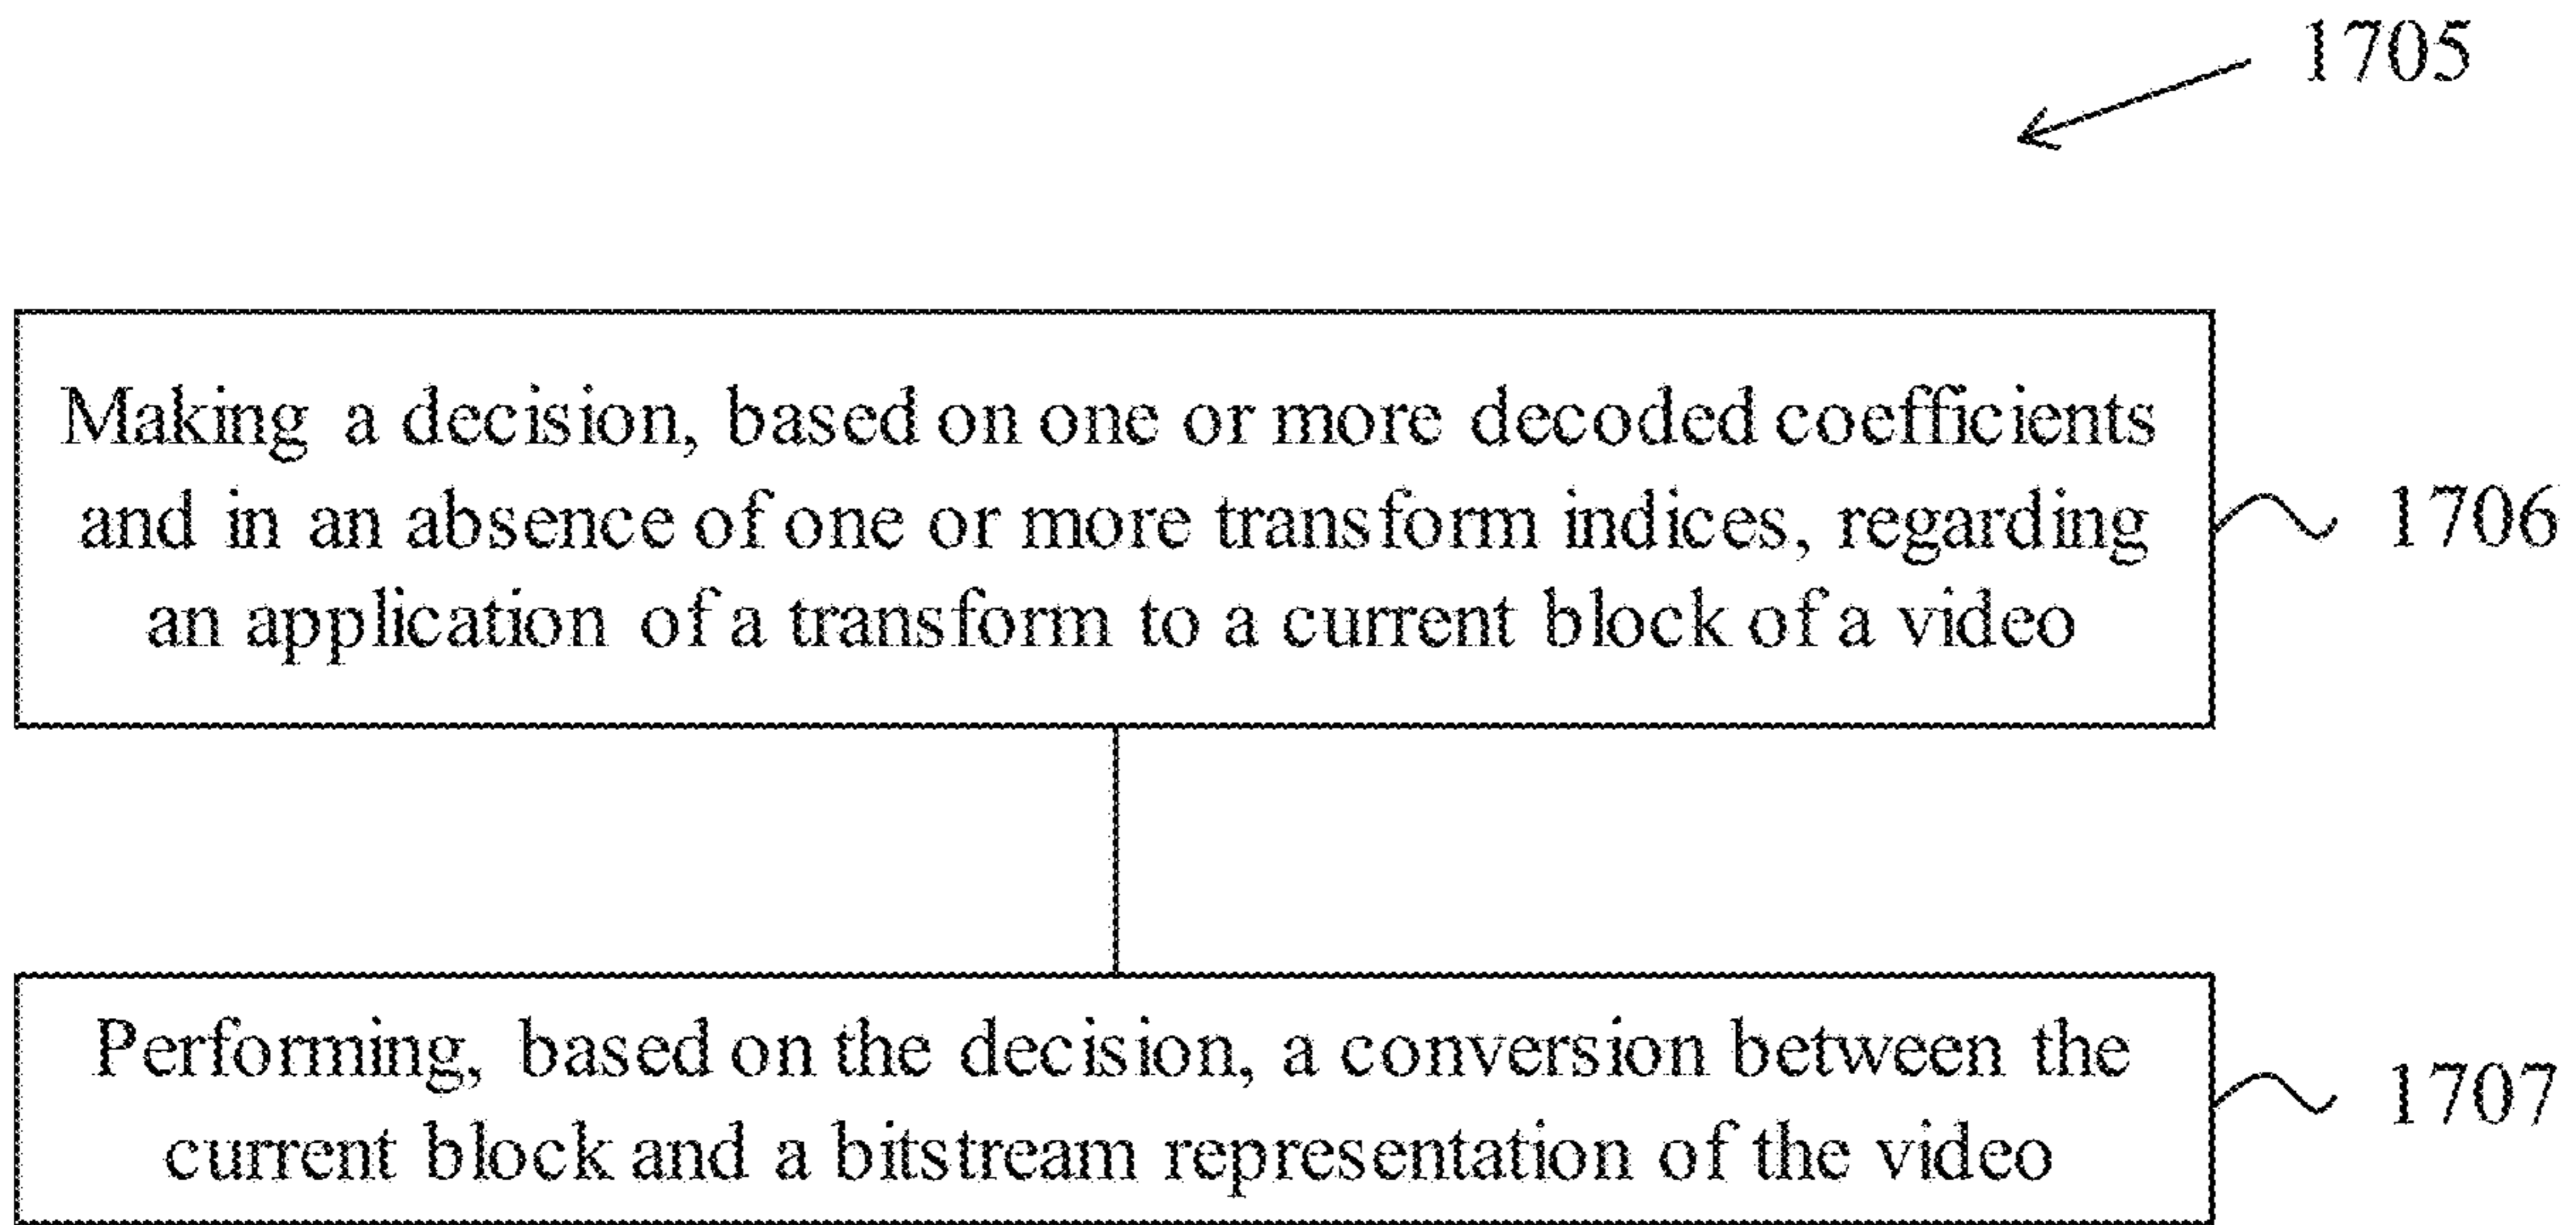 1705
Making a decision, based on one or more decoded coefficients
and in an absence of one or more transform indices, regarding
an application of a transform to a current block of a video
1706
Performing, based on the decision, a conversion between the
current block and a bitstream representation of the video
1707